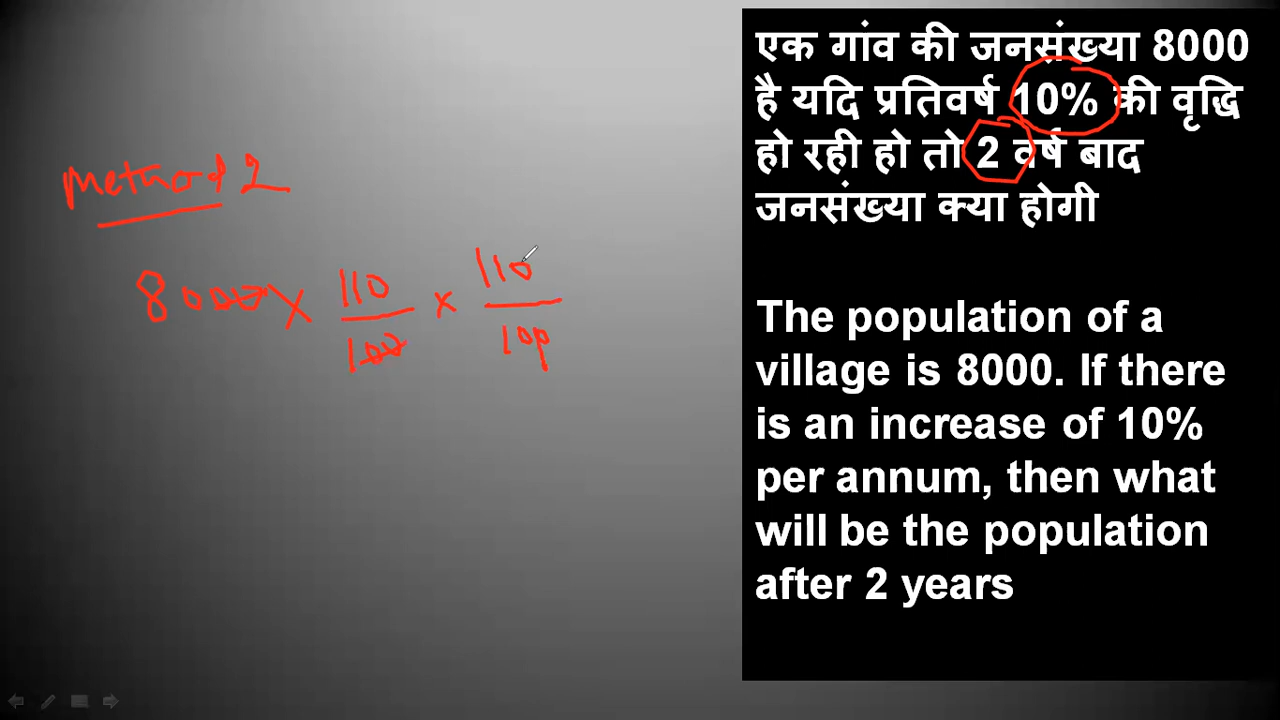 एक गांव की जनसंख्या 8000
है यदि प्रतिवर्ष 10% की वृद्धि
हो रही हो तो 2 वर्ष बाद
जनसंख्या क्या होगी
The population of a
village is 8000. If there
is an increase of 10%
per annum, then what
will be the population
after 2 years
Method 2
8000 × 110/100 × 110/100